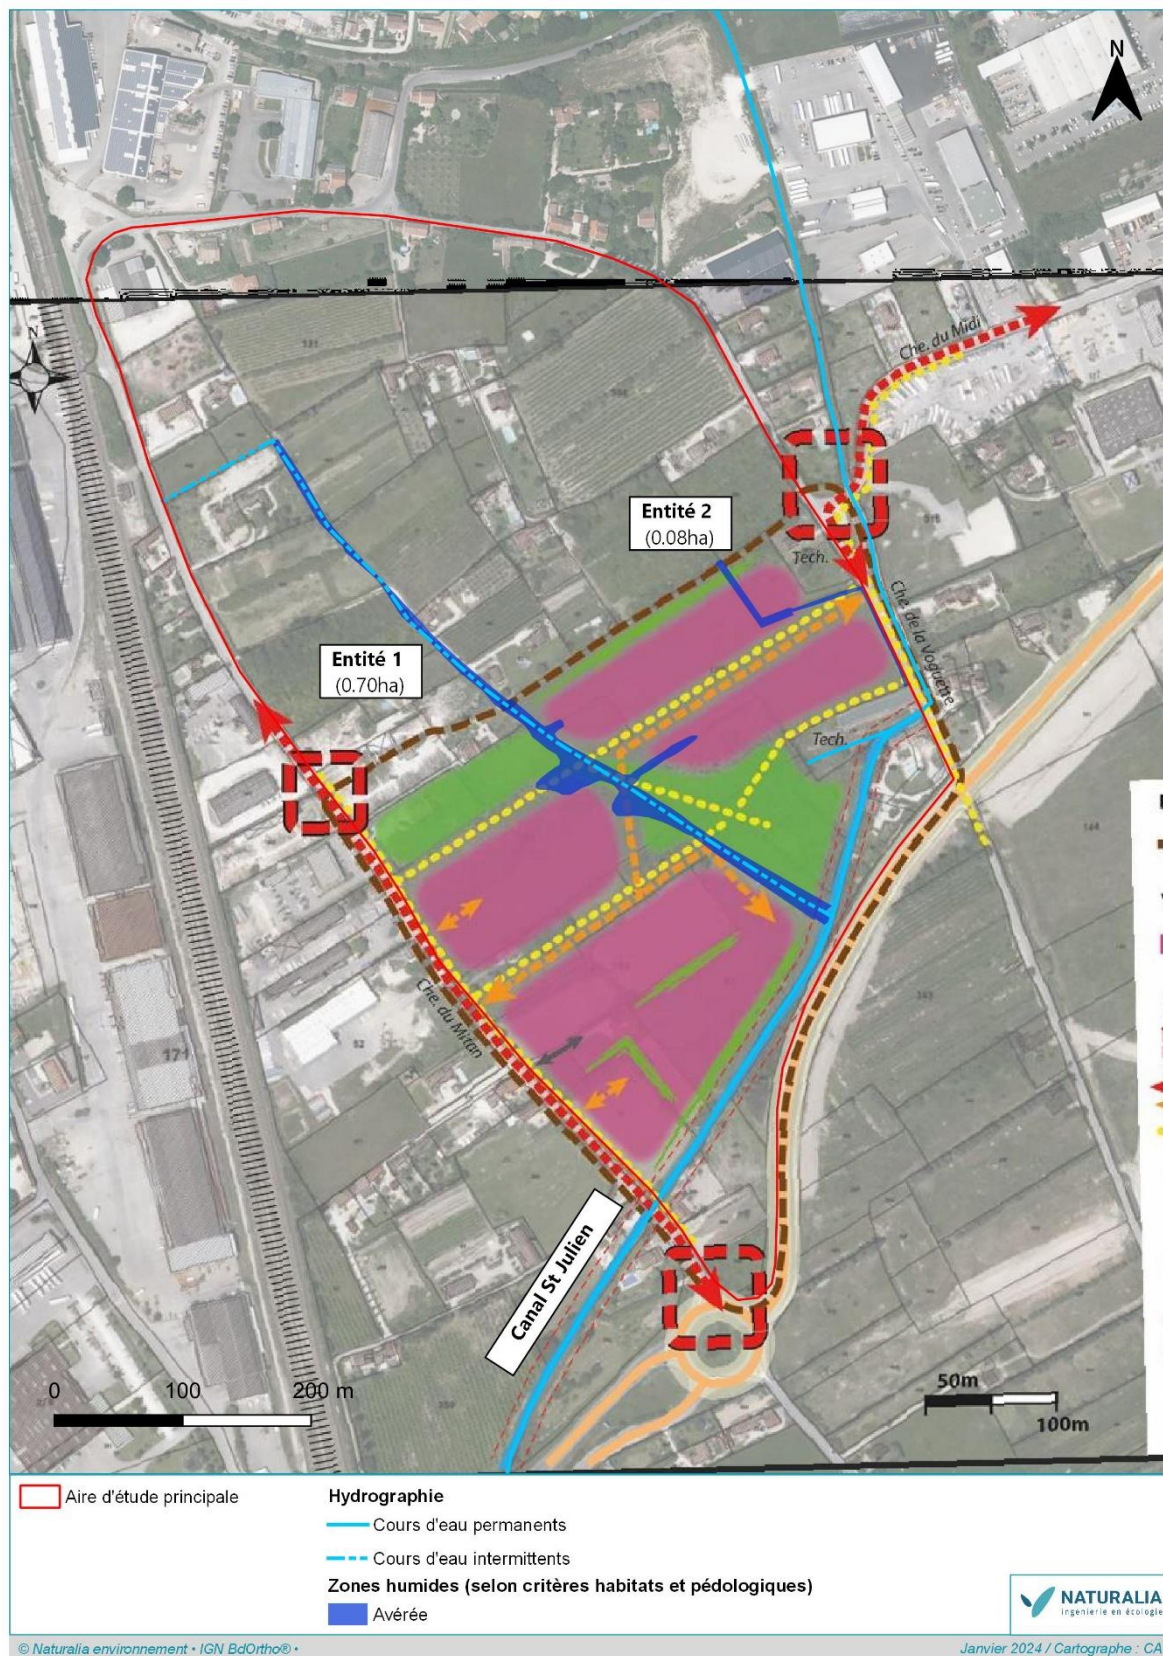 N
Che. du Midi
N
Entité 2
(0.08ha)
Tech.
Che. de la Voguette
Entité 1
(0.70ha)
Tech.
Che. du Mitan
52
171
Canal St Julien
0 100 200 m
50m
100m
Aire d'étude principale
Hydrographie
Cours d'eau permanents
Cours d'eau intermittents
Zones humides (selon critères habitats et pédologiques)
Avérée
NATURALIA
ingenierie en écologie
© Naturalia environnement • IGN BdOrtho® •
Janvier 2024 / Cartographe : CA